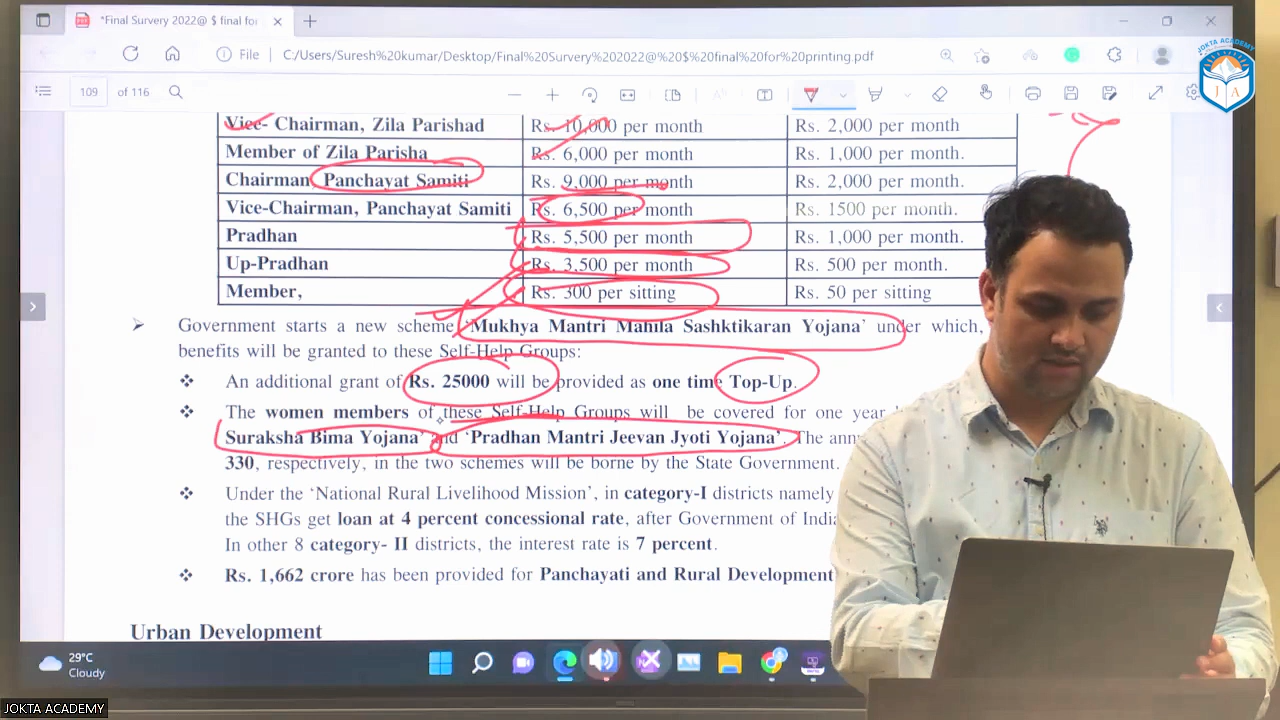 *Final Survery 2022@ $ final for
File C:/Users/Suresh%20kumar/Desktop/Final%20Survery%202022@%20$%20final%20for%20printing.pdf
JOKTA ACADEMY
J A
109 of 116
Vice- Chairman, Zila Parishad Rs. 10,000 per month Rs. 2,000 per month
Member of Zila Parisha Rs. 6,000 per month Rs. 1,000 per month.
Chairman Panchayat Samiti Rs. 9,000 per month Rs. 2,000 per month.
Vice-Chairman, Panchayat Samiti Rs. 6,500 per month Rs. 1500 per month.
Pradhan Rs. 5,500 per month Rs. 1,000 per month.
Up-Pradhan Rs. 3,500 per month Rs. 500 per month.
Member, Rs. 300 per sitting Rs. 50 per sitting
➢ Government starts a new scheme 'Mukhya Mantri Mahila Sashktikaran Yojana' under which,
benefits will be granted to these Self-Help Groups:
❖ An additional grant of Rs. 25000 will be provided as one time Top-Up.
❖ The women members of these Self-Help Groups will be covered for one year
Suraksha Bima Yojana' and 'Pradhan Mantri Jeevan Jyoti Yojana'. The
330, respectively, in the two schemes will be borne by the State Government.
❖ Under the 'National Rural Livelihood Mission', in category-I districts namely
the SHGs get loan at 4 percent concessional rate, after Government of India
In other 8 category- II districts, the interest rate is 7 percent.
❖ Rs. 1,662 crore has been provided for Panchayati and Rural Development
Urban Development
29°C
Cloudy
JOKTA ACADEMY